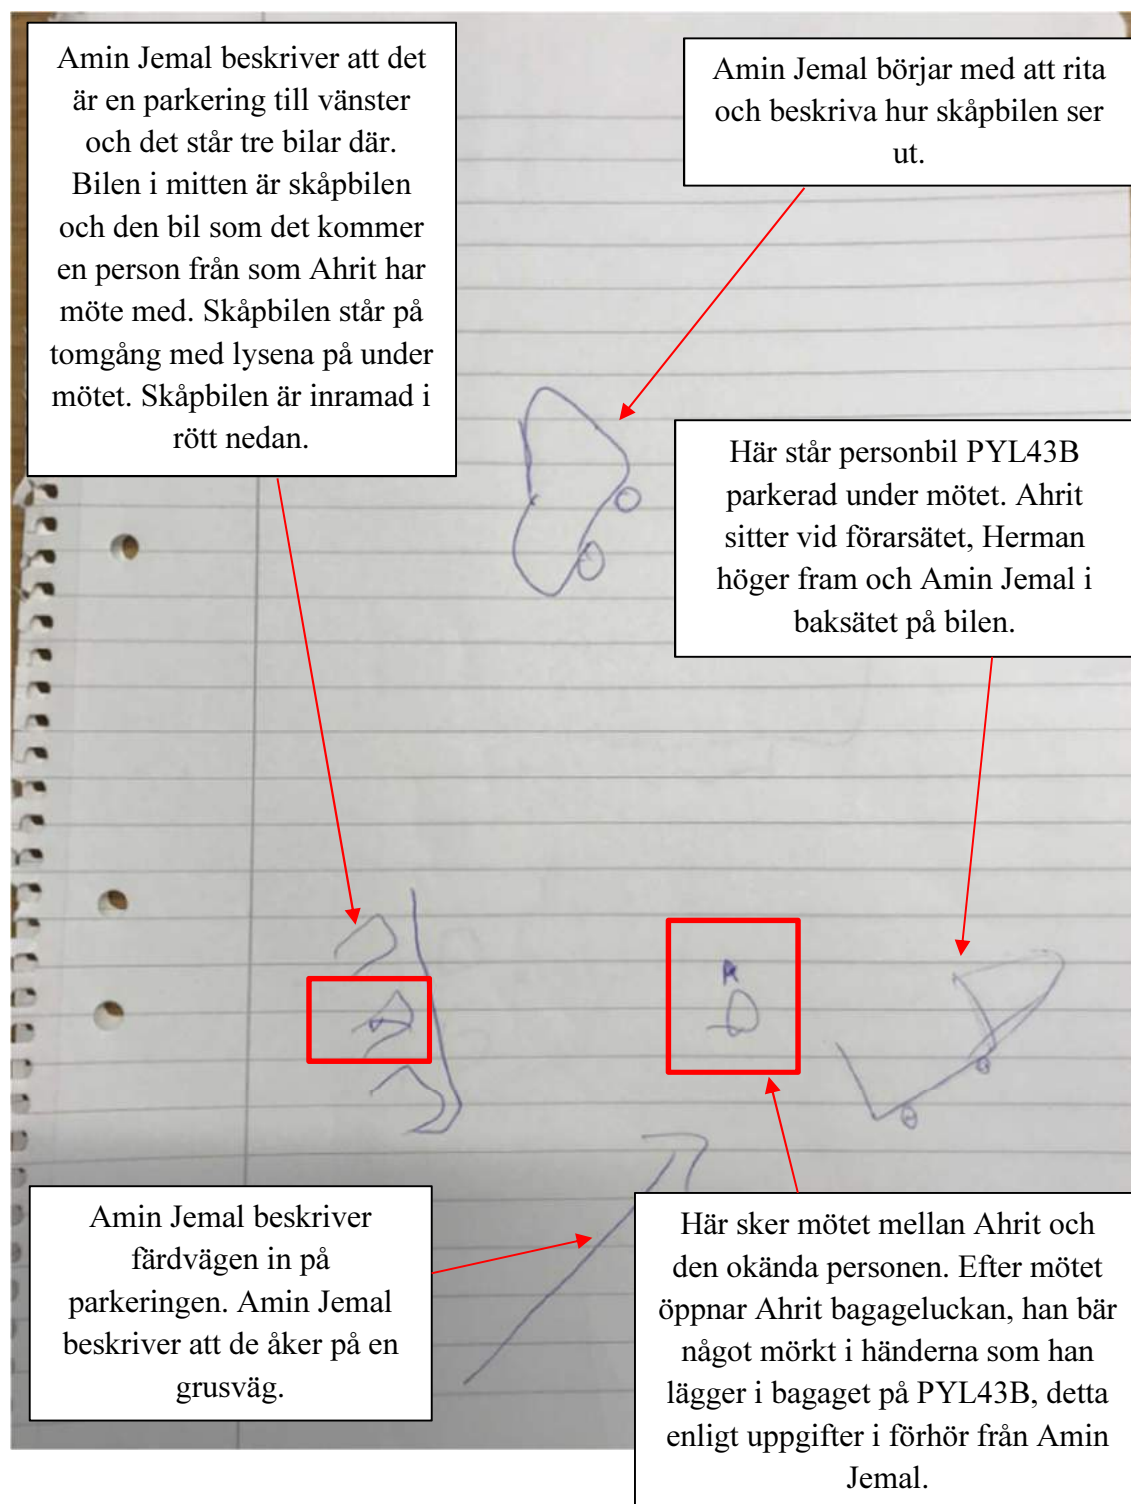 Amin Jemal beskriver att det
är en parkering till vänster
och det står tre bilar där.
Bilen i mitten är skåpbilen
och den bil som det kommer
en person från som Ahrit har
möte med. Skåpbilen står på
tomgång med lysena på under
mötet. Skåpbilen är inramad i
rött nedan.
Amin Jemal börjar med att rita
och beskriva hur skåpbilen ser
ut.
Här står personbil PYL43B
parkerad under mötet. Ahrit
sitter vid förarsätet, Herman
höger fram och Amin Jemal i
baksätet på bilen.
A
Amin Jemal beskriver
färdvägen in på
parkeringen. Amin Jemal
beskriver att de åker på en
grusväg.
Här sker mötet mellan Ahrit och
den okända personen. Efter mötet
öppnar Ahrit bagageluckan, han bär
något mörkt i händerna som han
lägger i bagaget på PYL43B, detta
enligt uppgifter i förhör från Amin
Jemal.